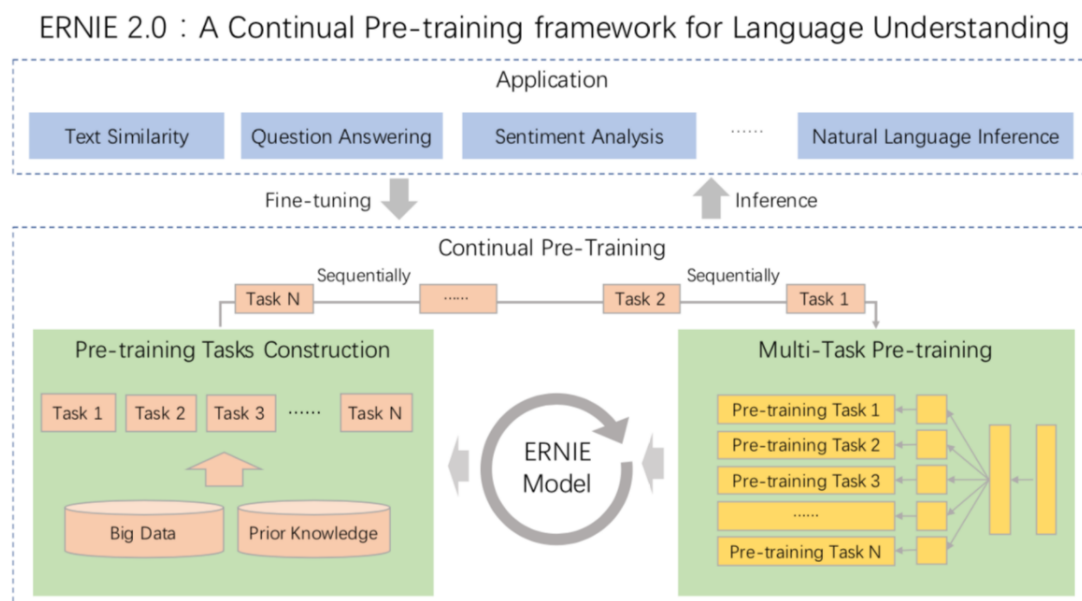 ERNIE 2.0 : A Continual Pre-training framework for Language Understanding
Application
Text Similarity
Question Answering
Sentiment Analysis
......
Natural Language Inference
Fine-tuning
Inference
Continual Pre-Training
Sequentially
Sequentially
Task N
......
Task 2
Task 1
Pre-training Tasks Construction
Task 1
Task 2
Task 3
......
Task N
Big Data
Prior Knowledge
ERNIE
Model
Multi-Task Pre-training
Pre-training Task 1
Pre-training Task 2
Pre-training Task 3
......
Pre-training Task N